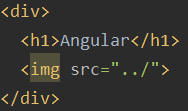 <div>
<h1>Angular</h1>
<img src="../">
</div>